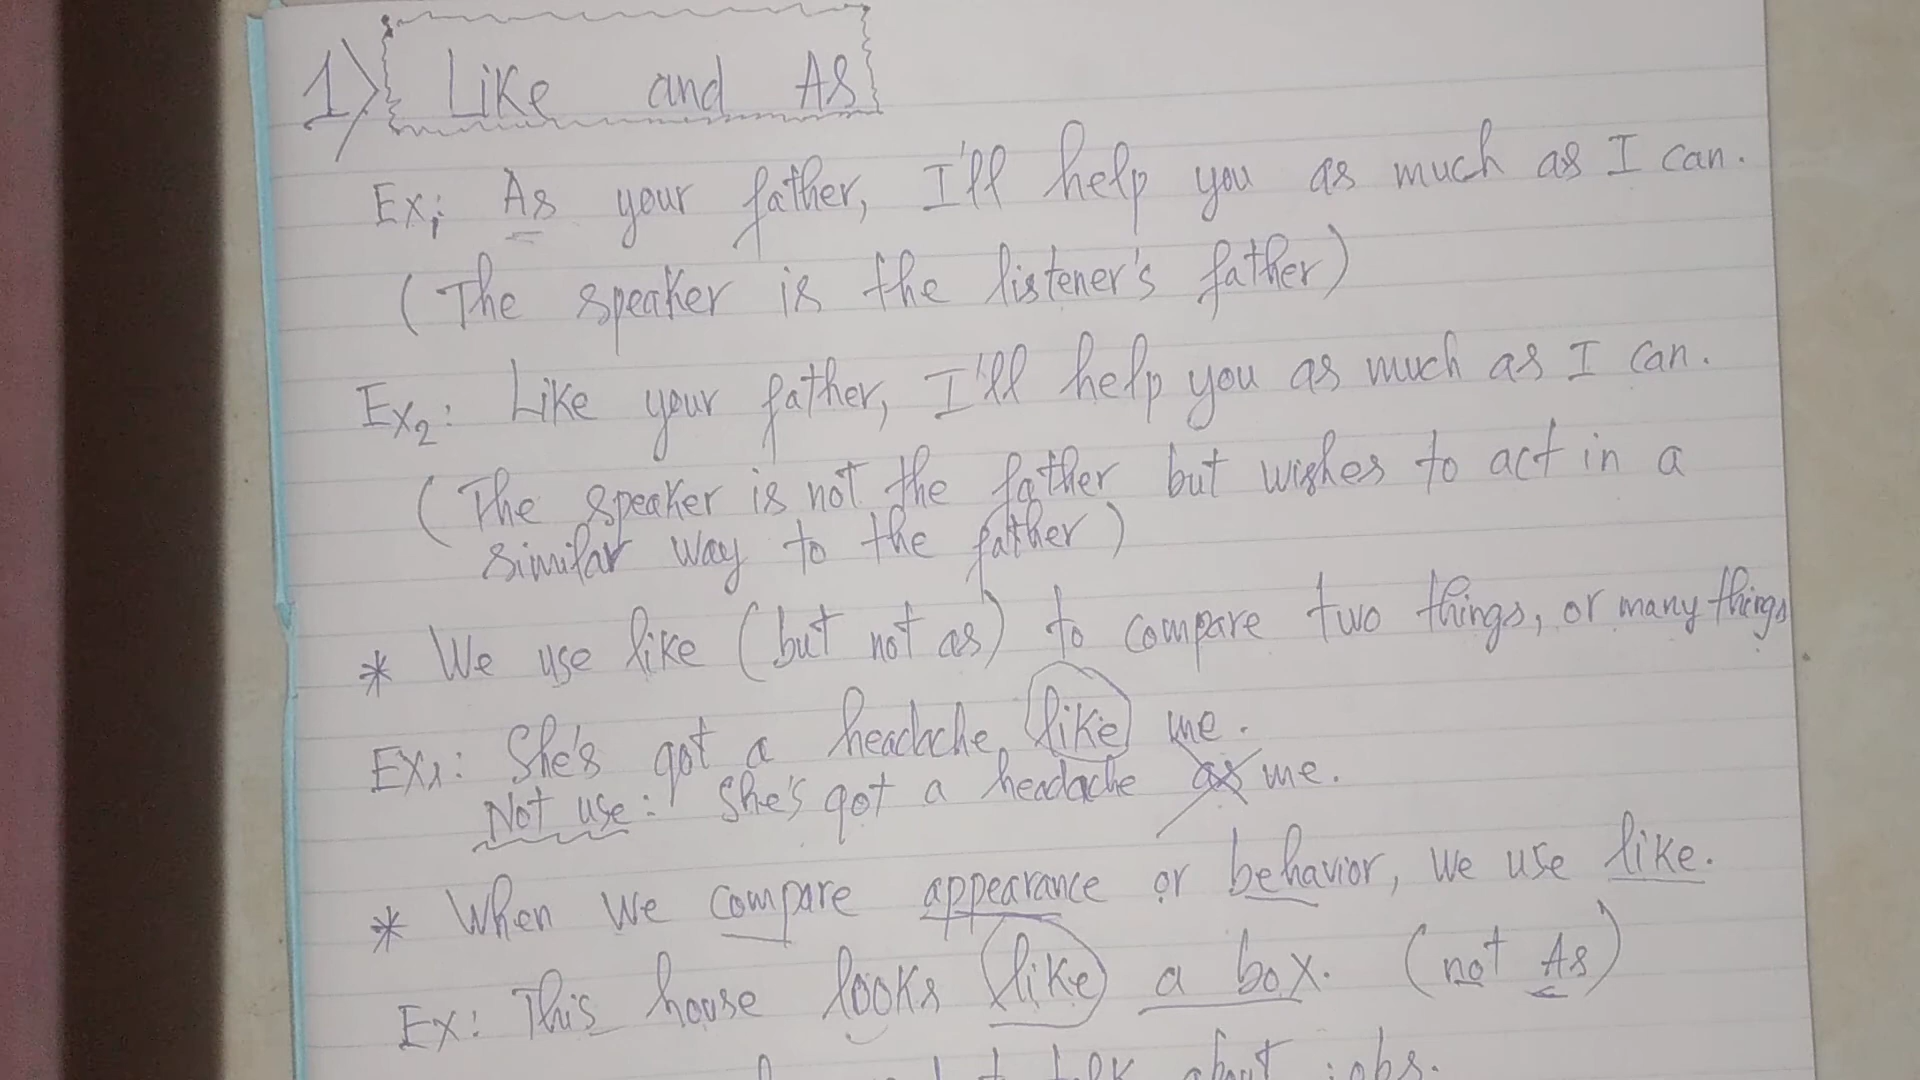 1) Like and As
Ex1: As your father, I'll help you as much as I can.
(The speaker is the listener's father)
Ex2: Like your father, I'll help you as much as I can.
(The speaker is not the father but wishes to act in a
similar way to the father)
* We use like (but not as) to compare two things, or many things
Ex1: She's got a headache like me.
Not use: She's got a headache as me.
* When we compare appearance or behavior, we use like.
Ex: This house looks like a box. (not As)
about jobs.